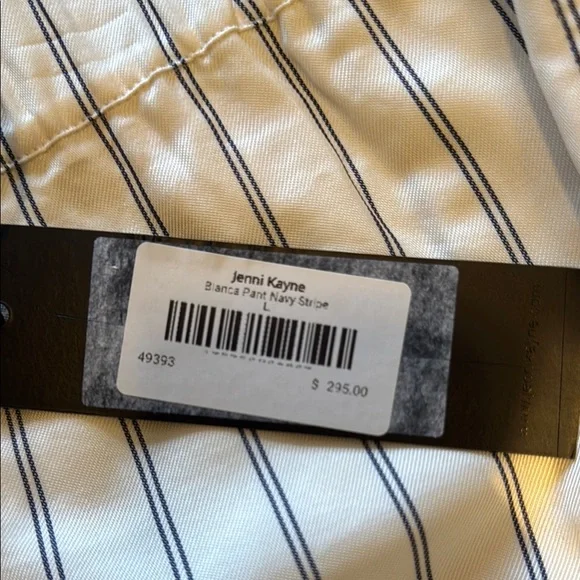 Jenni Kayne
Bianca Pant Navy Stripe
L
49393
$ 295.00